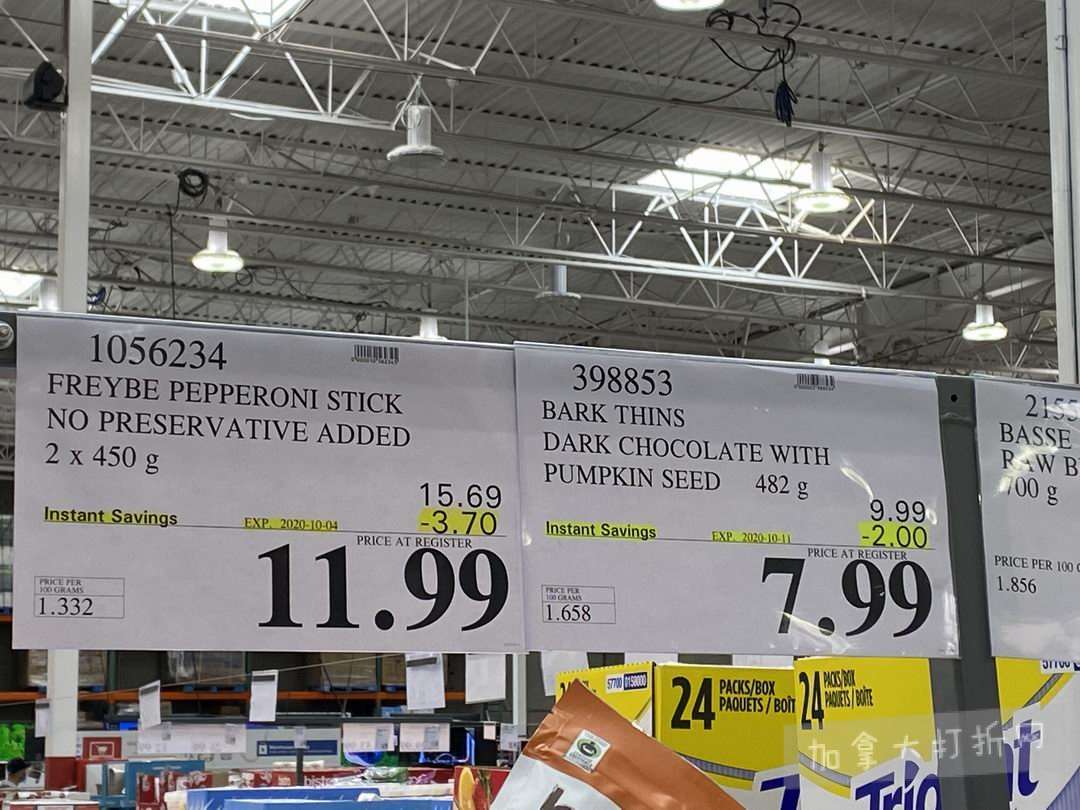 1056234
FREYBE PEPPERONI STICK
NO PRESERVATIVE ADDED
2 x 450 g
15.69
Instant Savings EXP. 2020-10-04 -3.70
PRICE AT REGISTER
11.99
PRICE PER
100 GRAMS
1.332
398853
BARK THINS
DARK CHOCOLATE WITH
PUMPKIN SEED 482 g
9.99
Instant Savings EXP. 2020-10-11 -2.00
PRICE AT REGISTER
7.99
PRICE PER
100 GRAMS
1.658
2155
BASSE
RAW B
700 g
PRICE PER 100 G
1.856
24 PACKS/BOX
PAQUETS / BOÎT
24 PACKS/BOX
PAQUETS / BOÎTE
加拿大打折网